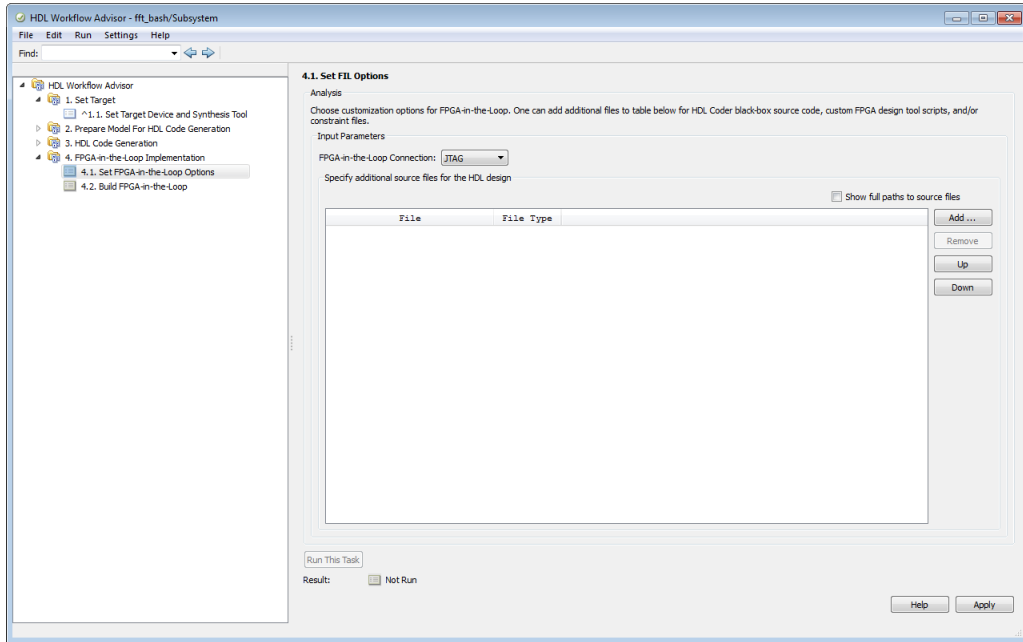 HDL Workflow Advisor - fft_bash/Subsystem
File Edit Run Settings Help
Find:
HDL Workflow Advisor
1. Set Target
^1.1. Set Target Device and Synthesis Tool
2. Prepare Model For HDL Code Generation
3. HDL Code Generation
4. FPGA-in-the-Loop Implementation
4.1. Set FPGA-in-the-Loop Options
4.2. Build FPGA-in-the-Loop
4.1. Set FIL Options
Analysis
Choose customization options for FPGA-in-the-Loop. One can add additional files to table below for HDL Coder black-box source code, custom FPGA design tool scripts, and/or
constraint files.
Input Parameters
FPGA-in-the-Loop Connection: JTAG
Specify additional source files for the HDL design
Show full paths to source files
File File Type
Add ...
Remove
Up
Down
Run This Task
Result: Not Run
Help Apply